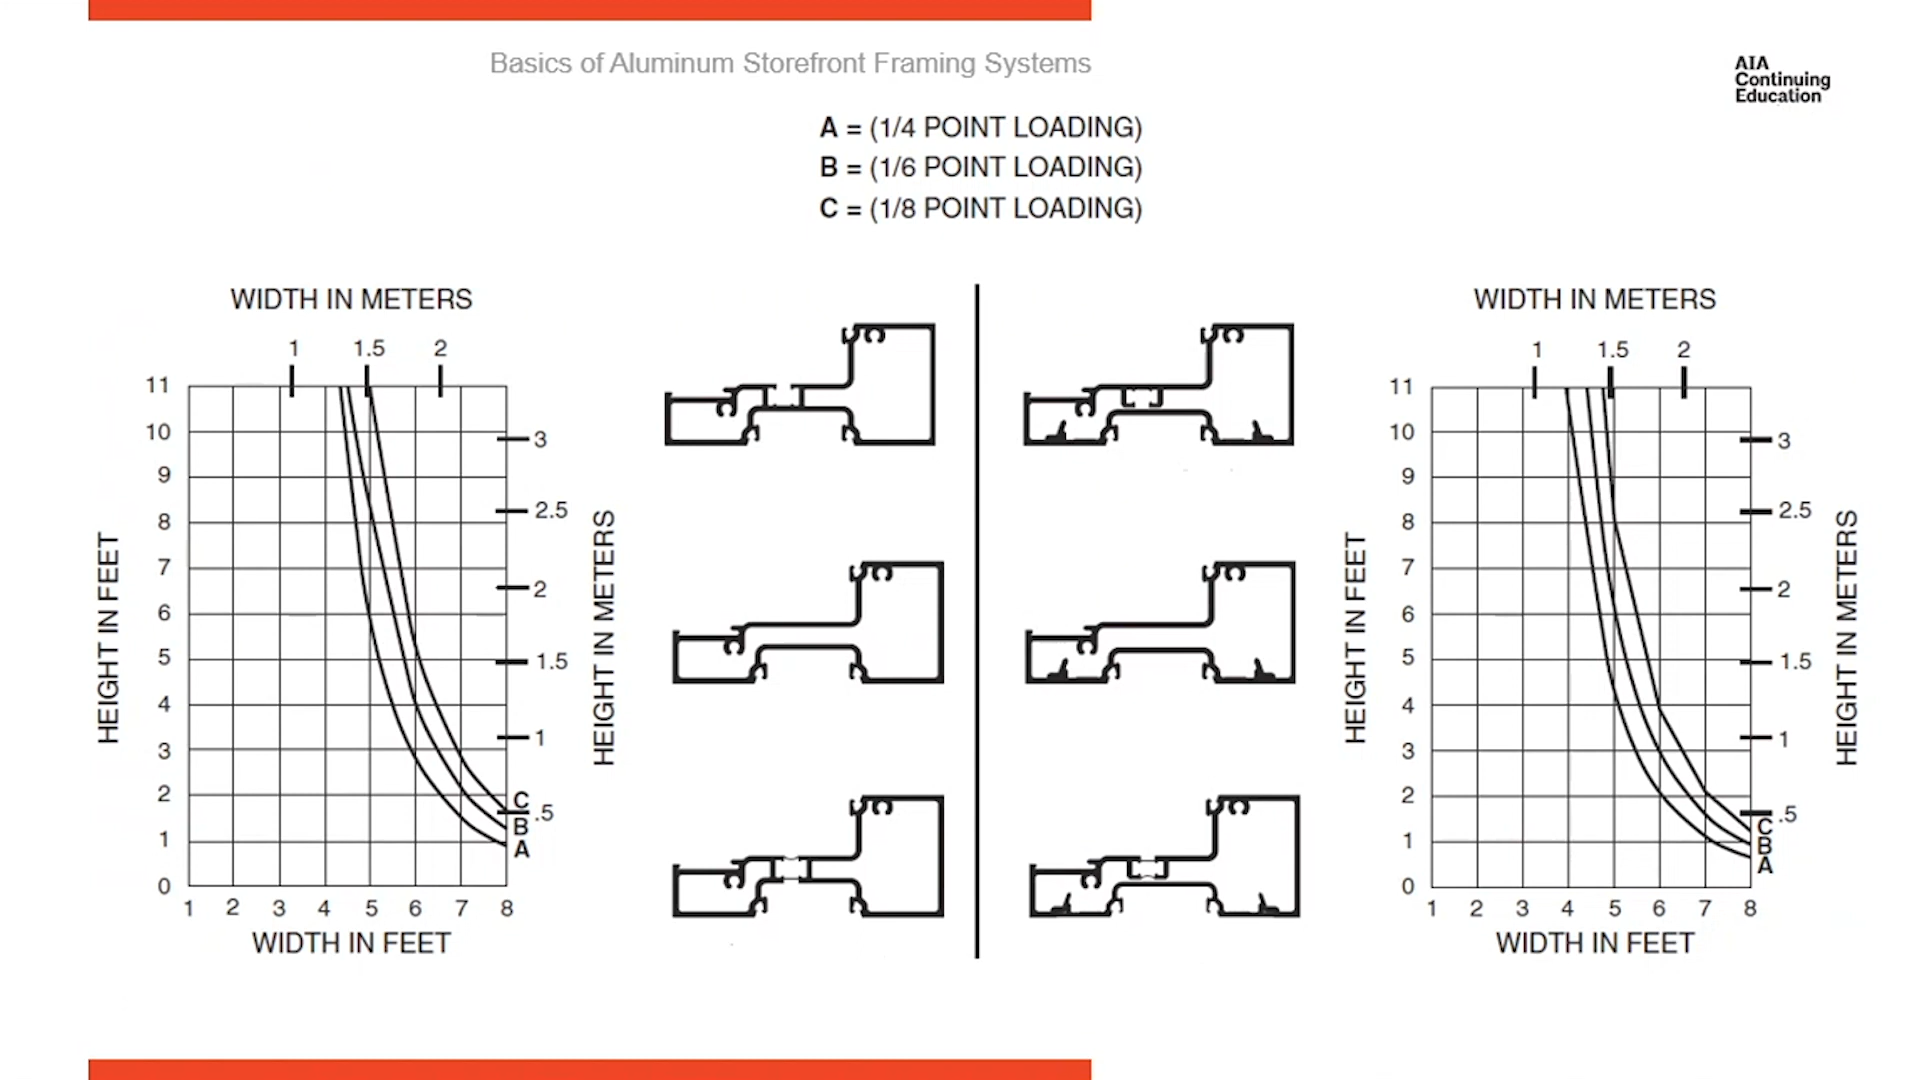 Basics of Aluminum Storefront Framing Systems
AIA
Continuing
Education
A = (1/4 POINT LOADING)
B = (1/6 POINT LOADING)
C = (1/8 POINT LOADING)
WIDTH IN METERS
1 1.5 2
11
10
9
8
7
6
5
4
3
2
1
0
HEIGHT IN FEET
3
2.5
2
1.5
1
.5
HEIGHT IN METERS
C
B
A
1 2 3 4 5 6 7 8
WIDTH IN FEET
WIDTH IN METERS
1 1.5 2
11
10
9
8
7
6
5
4
3
2
1
0
HEIGHT IN FEET
3
2.5
2
1.5
1
.5
HEIGHT IN METERS
C
B
A
1 2 3 4 5 6 7 8
WIDTH IN FEET